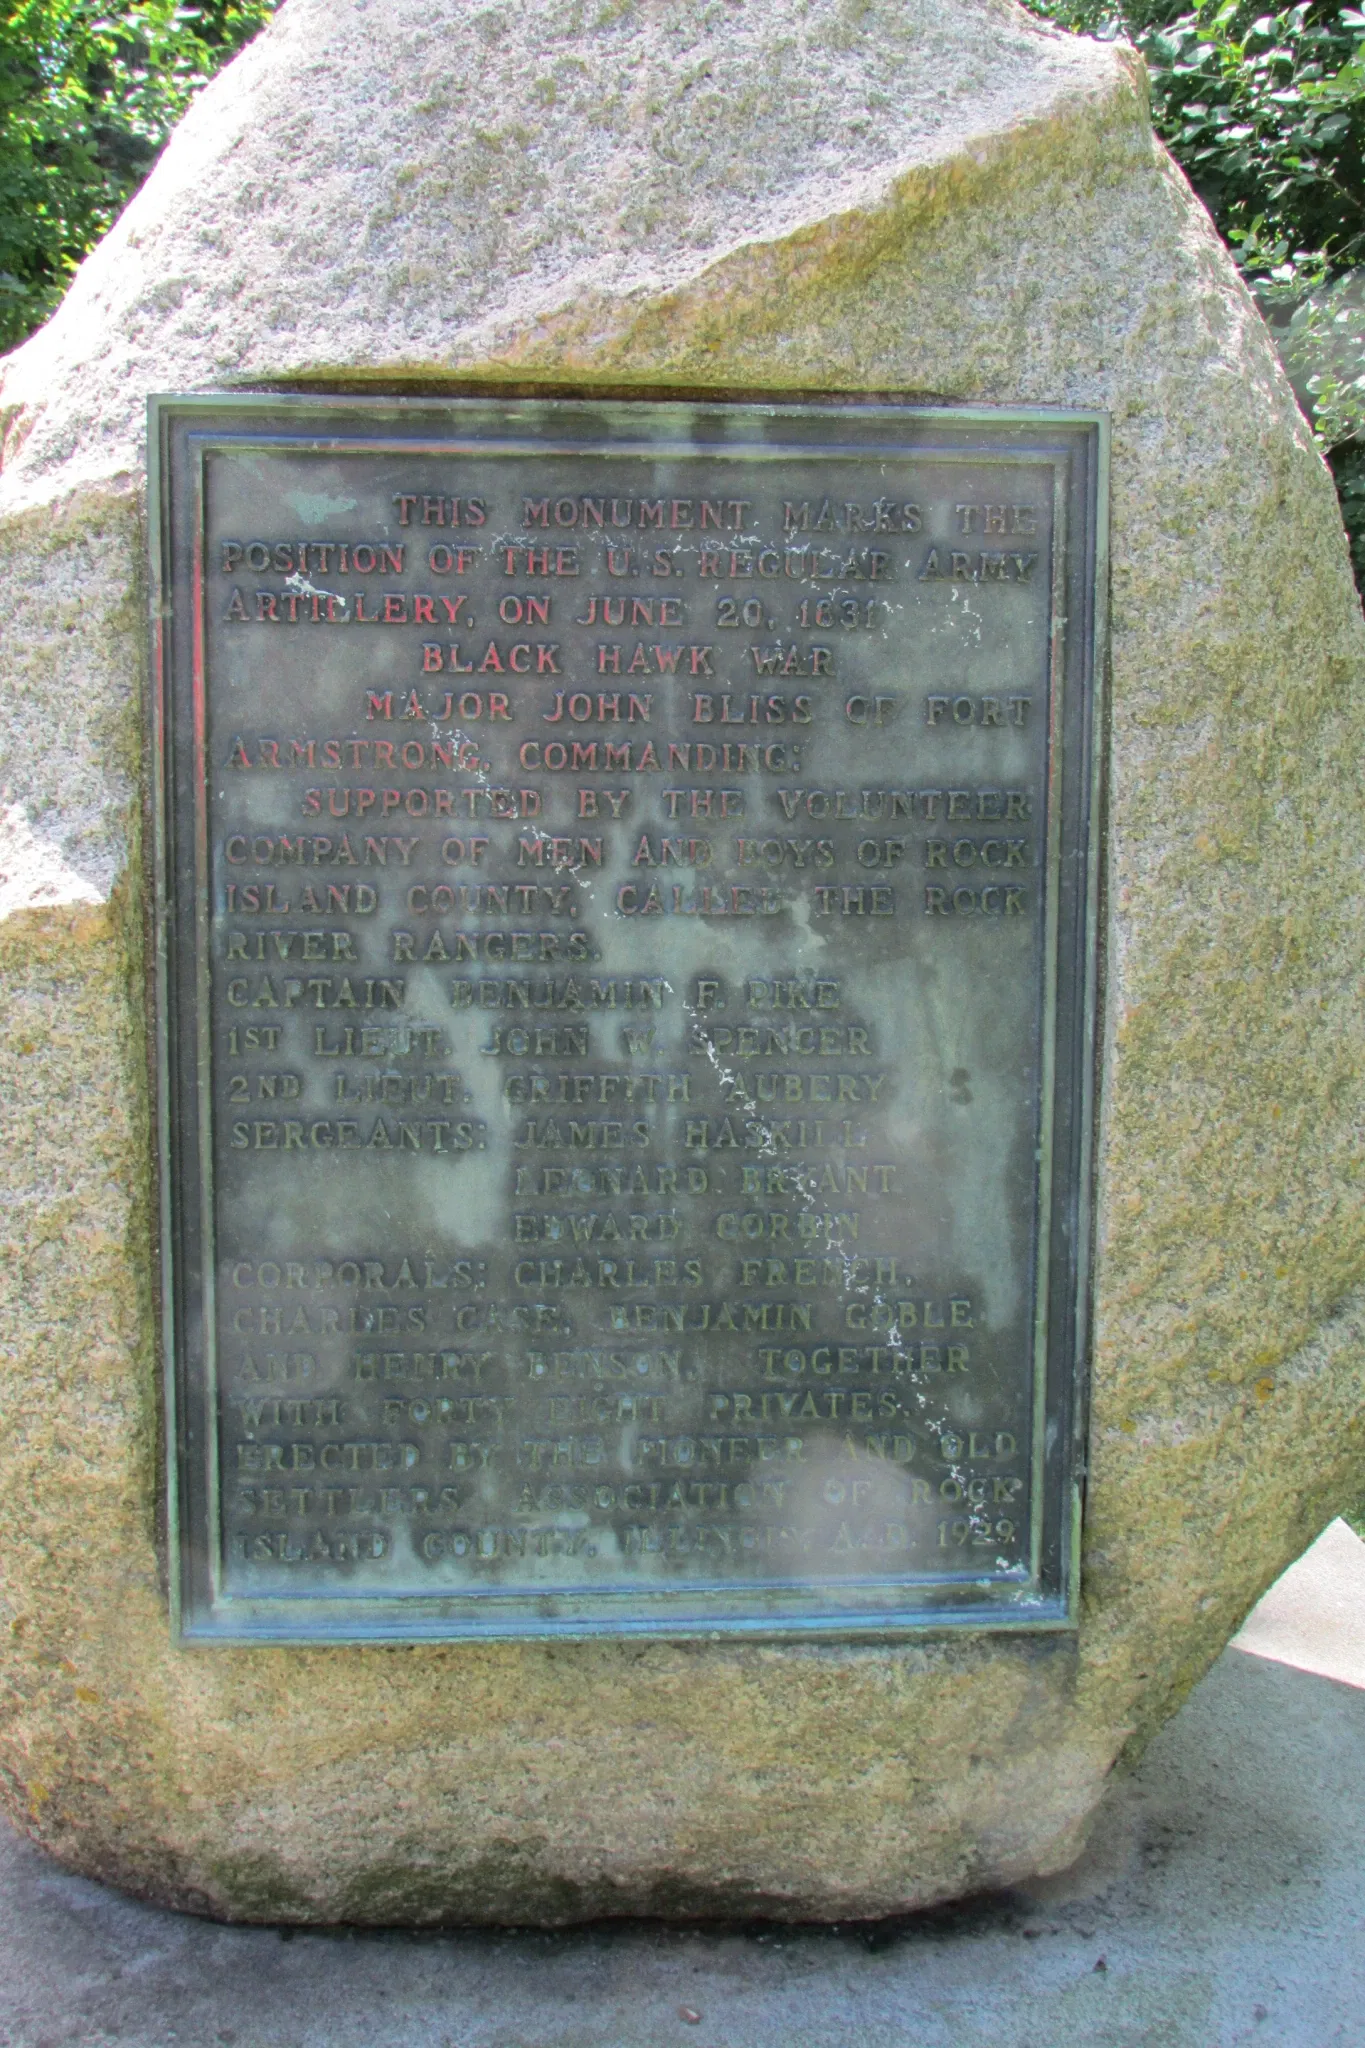 THIS MONUMENT MARKS THE
POSITION OF THE U.S. REGULAR ARMY
ARTILLERY, ON JUNE 20, 1831
BLACK HAWK WAR
MAJOR JOHN BLISS OF FORT
ARMSTRONG, COMMANDING:
SUPPORTED BY THE VOLUNTEER
COMPANY OF MEN AND BOYS OF ROCK
ISLAND COUNTY, CALLED THE ROCK
RIVER RANGERS.
CAPTAIN BENJAMIN F. PIKE
1ST LIEUT. JOHN W. SPENCER
2ND LIEUT. GRIFFITH AUBERY
SERGEANTS: JAMES HASKILL
LEONARD BRYANT
EDWARD CORBIN
CORPORALS: CHARLES FRENCH,
CHARLES CASE, BENJAMIN GOBLE
AND HENRY BENSON, TOGETHER
WITH FORTY EIGHT PRIVATES.
ERECTED BY THE PIONEER AND OLD
SETTLERS ASSOCIATION OF ROCK
ISLAND COUNTY, ILLINOIS, A.D. 1929